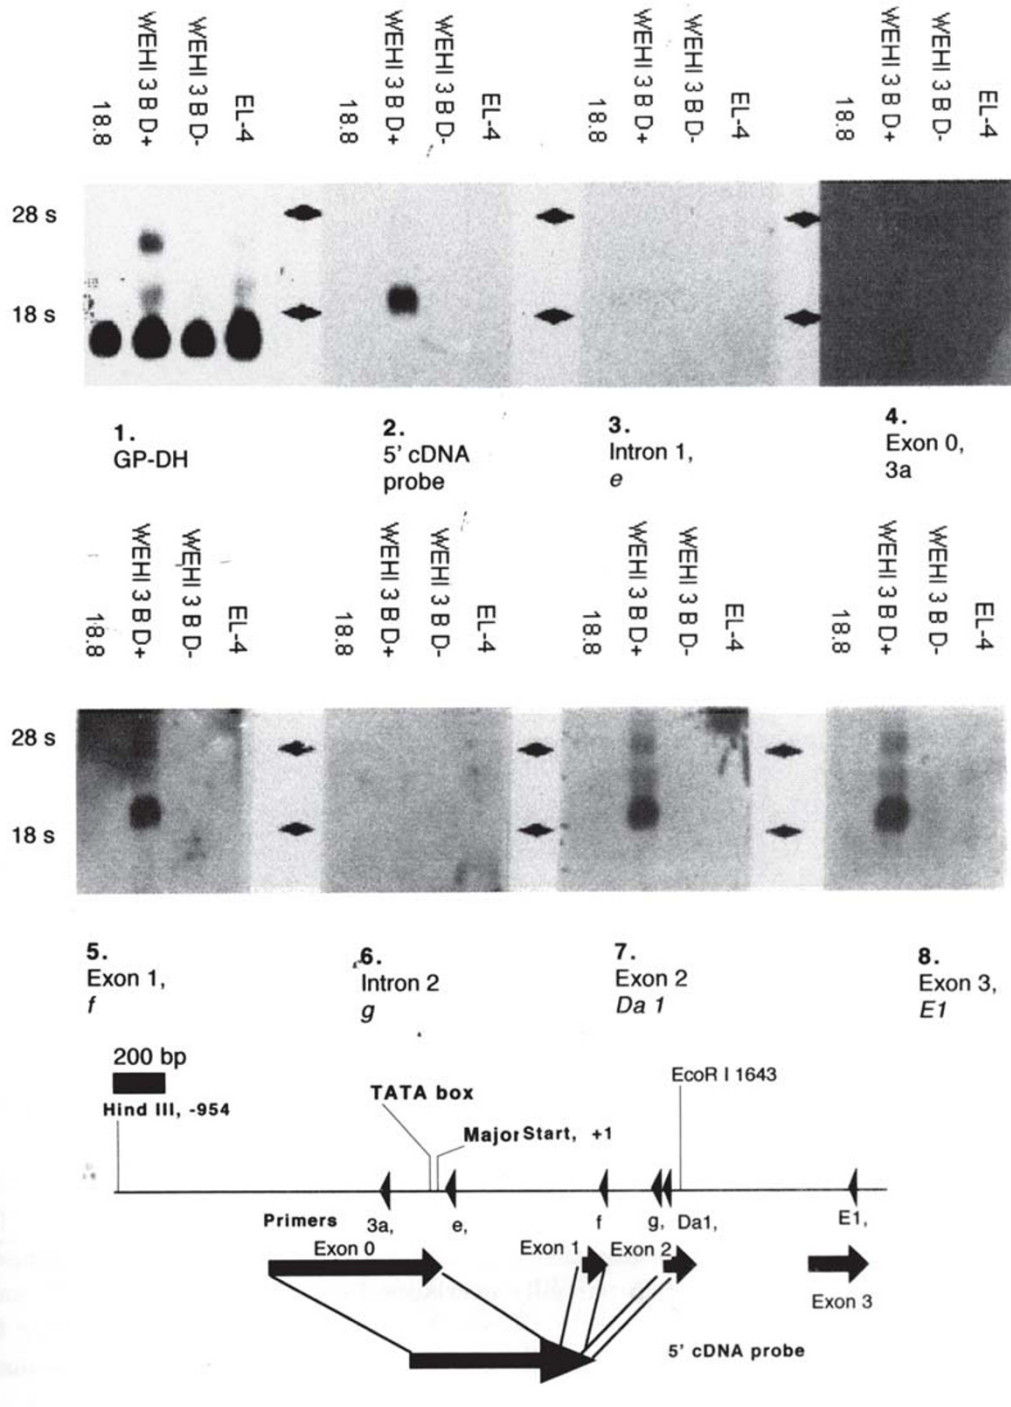 18.8 WEHI 3 B D+ WEHI 3 B D- EL-4 18.8 WEHI 3 B D+ WEHI 3 B D- EL-4 18.8 WEHI 3 B D+ WEHI 3 B D- EL-4 18.8 WEHI 3 B D+ WEHI 3 B D- EL-4
28 s
18 s
1.
GP-DH
2.
5' cDNA
probe
3.
Intron 1,
e
4.
Exon 0,
3a
18.8 WEHI 3 B D+ WEHI 3 B D- EL-4 18.8 WEHI 3 B D+ WEHI 3 B D- EL-4 18.8 WEHI 3 B D+ WEHI 3 B D- EL-4 18.8 WEHI 3 B D+ WEHI 3 B D- EL-4
28 s
18 s
5.
Exon 1,
f
6.
Intron 2
g
7.
Exon 2
Da 1
8.
Exon 3,
E1
200 bp
Hind III, -954
TATA box
Major Start, +1
EcoR I 1643
Primers 3a, e, f g, Da1, E1,
Exon 0 Exon 1 Exon 2
Exon 3
5' cDNA probe